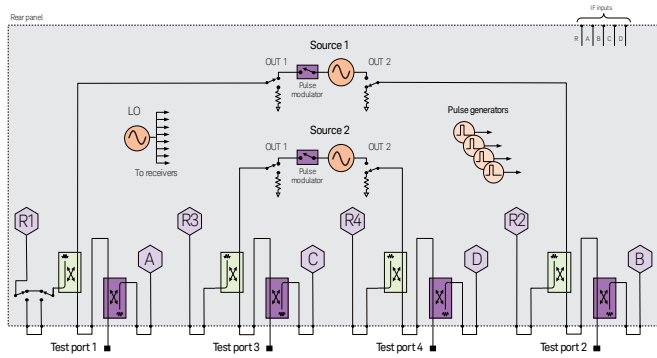 IF inputs
Rear panel
R A B C D
Source 1
OUT 1
OUT 2
Pulse
modulator
LO
To receivers
Source 2
OUT 1
OUT 2
Pulse
modulator
Pulse generators
R1
R3
R4
R2
A
C
D
B
Test port 1
Test port 3
Test port 4
Test port 2